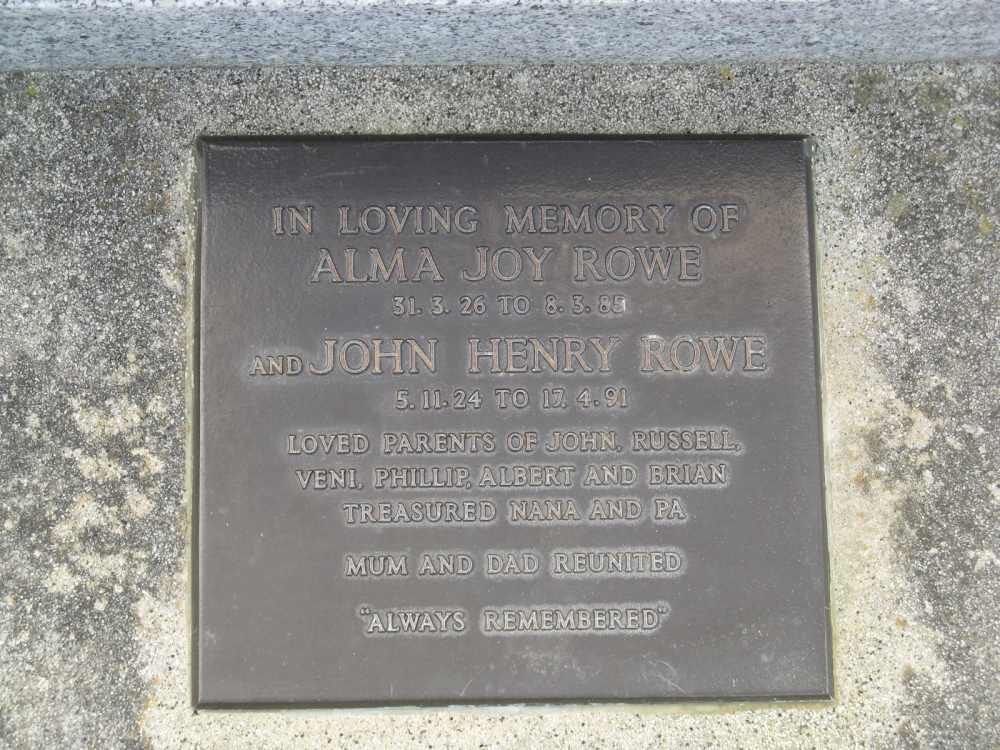 IN LOVING MEMORY OF
ALMA JOY ROWE
31. 3. 26 TO 8. 3. 85
AND JOHN HENRY ROWE
5. 11. 24 TO 17. 4. 91
LOVED PARENTS OF JOHN, RUSSELL,
VENI, PHILLIP, ALBERT AND BRIAN
TREASURED NANA AND PA
MUM AND DAD REUNITED
"ALWAYS REMEMBERED"